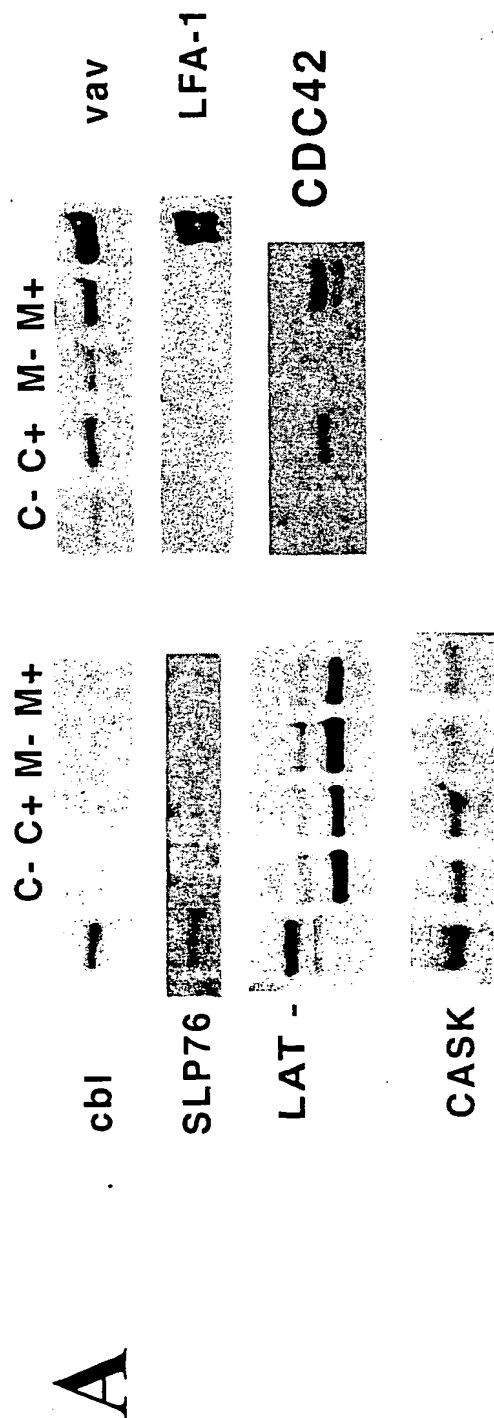 A
C- C+ M- M+
cbl
SLP76
LAT -
CASK
C- C+ M- M+
vav
LFA-1
CDC42